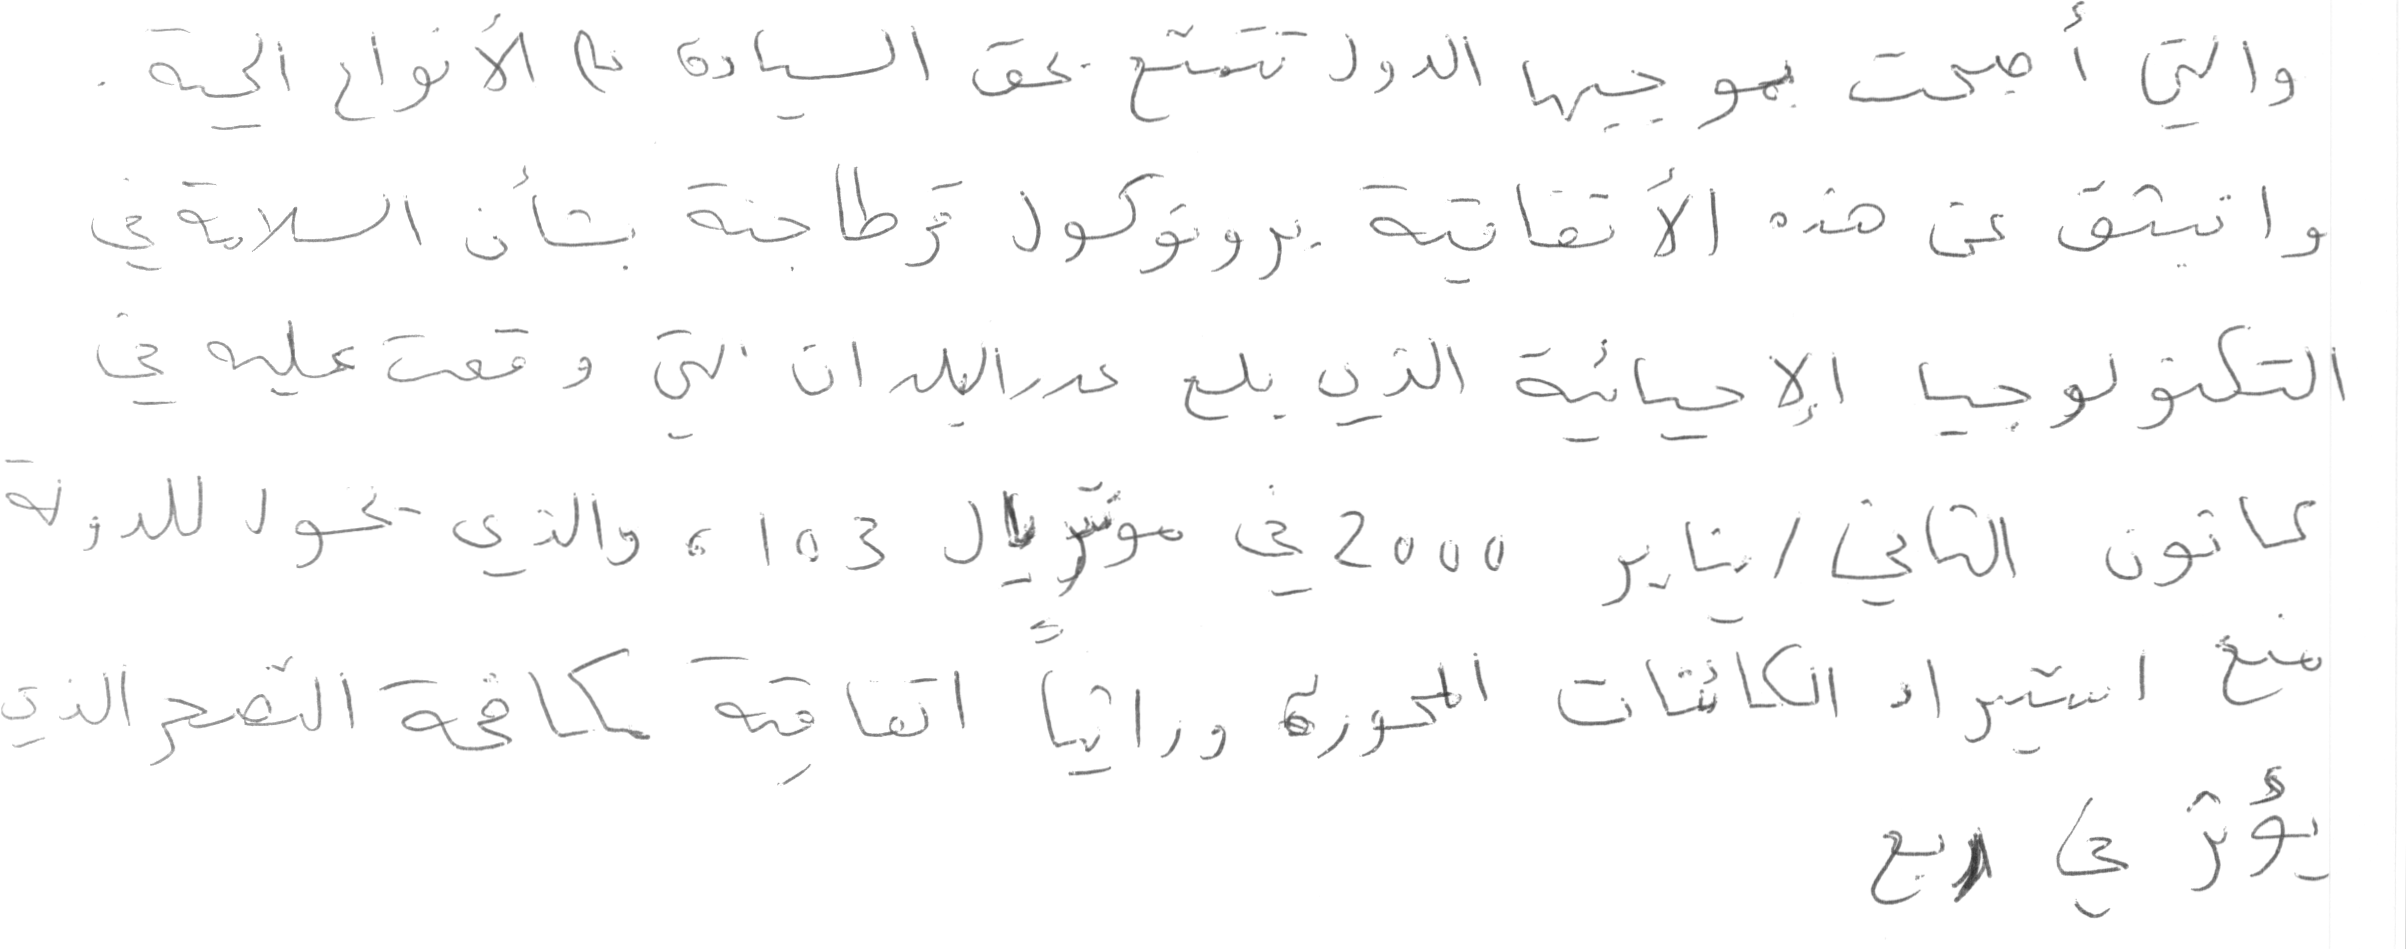 والتي أصبحت بموجبها الدول تتمتع بحق السيادة على الأنواع الحية.
وانبثق عن هذه الأتفاقية بروتوكول قرطاجنة بشأن السلامة في
التكنولوجيا الإحيائية الذي بلغ عدد البلدان التي وقعت عليه في
كانون الثاني/يناير 2000 في مونتريال 103، والذي تخول للدولة
منع استيراد الكائنات المحورة وراثياً اتفاقية مكافحة التصحر الذي
يؤثر في ربع